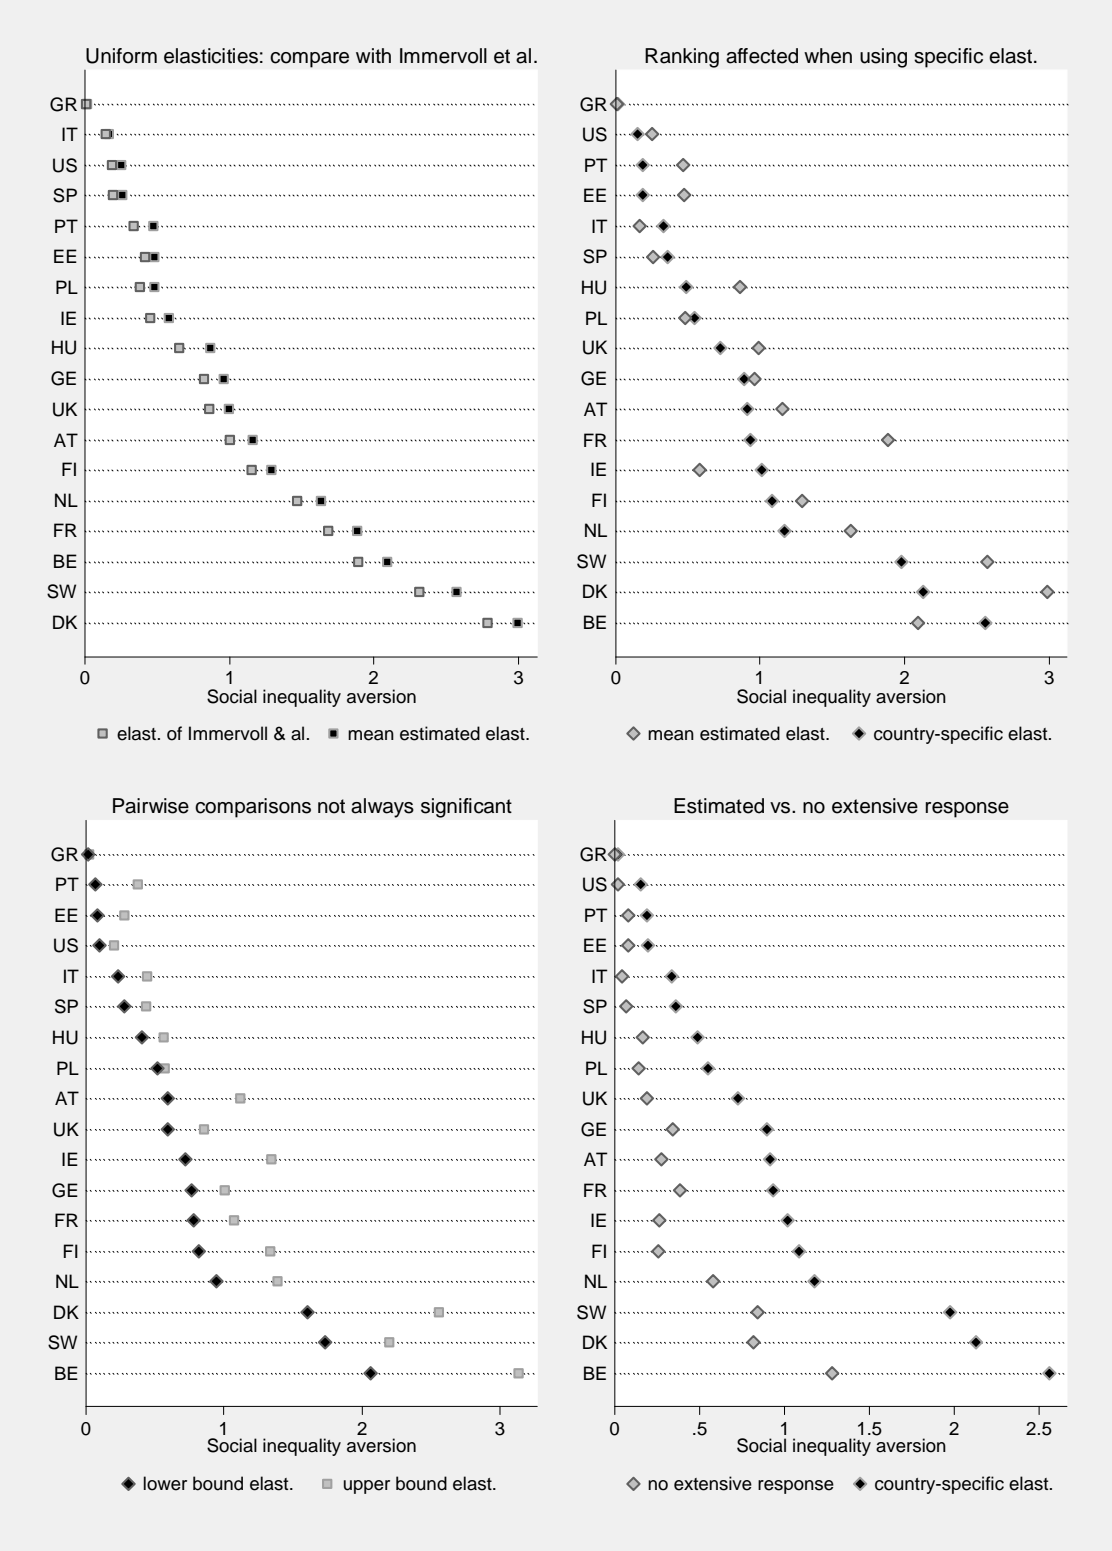 Uniform elasticities: compare with Immervoll et al.
GR
IT
US
SP
PT
EE
PL
IE
HU
GE
UK
AT
FI
NL
FR
BE
SW
DK
0 1 2 3
Social inequality aversion
elast. of Immervoll & al. mean estimated elast.
Ranking affected when using specific elast.
GR
US
PT
EE
IT
SP
HU
PL
UK
GE
AT
FR
IE
FI
NL
SW
DK
BE
0 1 2 3
Social inequality aversion
mean estimated elast. country-specific elast.
Pairwise comparisons not always significant
GR
PT
EE
US
IT
SP
HU
PL
AT
UK
IE
GE
FR
FI
NL
DK
SW
BE
0 1 2 3
Social inequality aversion
lower bound elast. upper bound elast.
Estimated vs. no extensive response
GR
US
PT
EE
IT
SP
HU
PL
UK
GE
AT
FR
IE
FI
NL
SW
DK
BE
0 .5 1 1.5 2 2.5
Social inequality aversion
no extensive response country-specific elast.